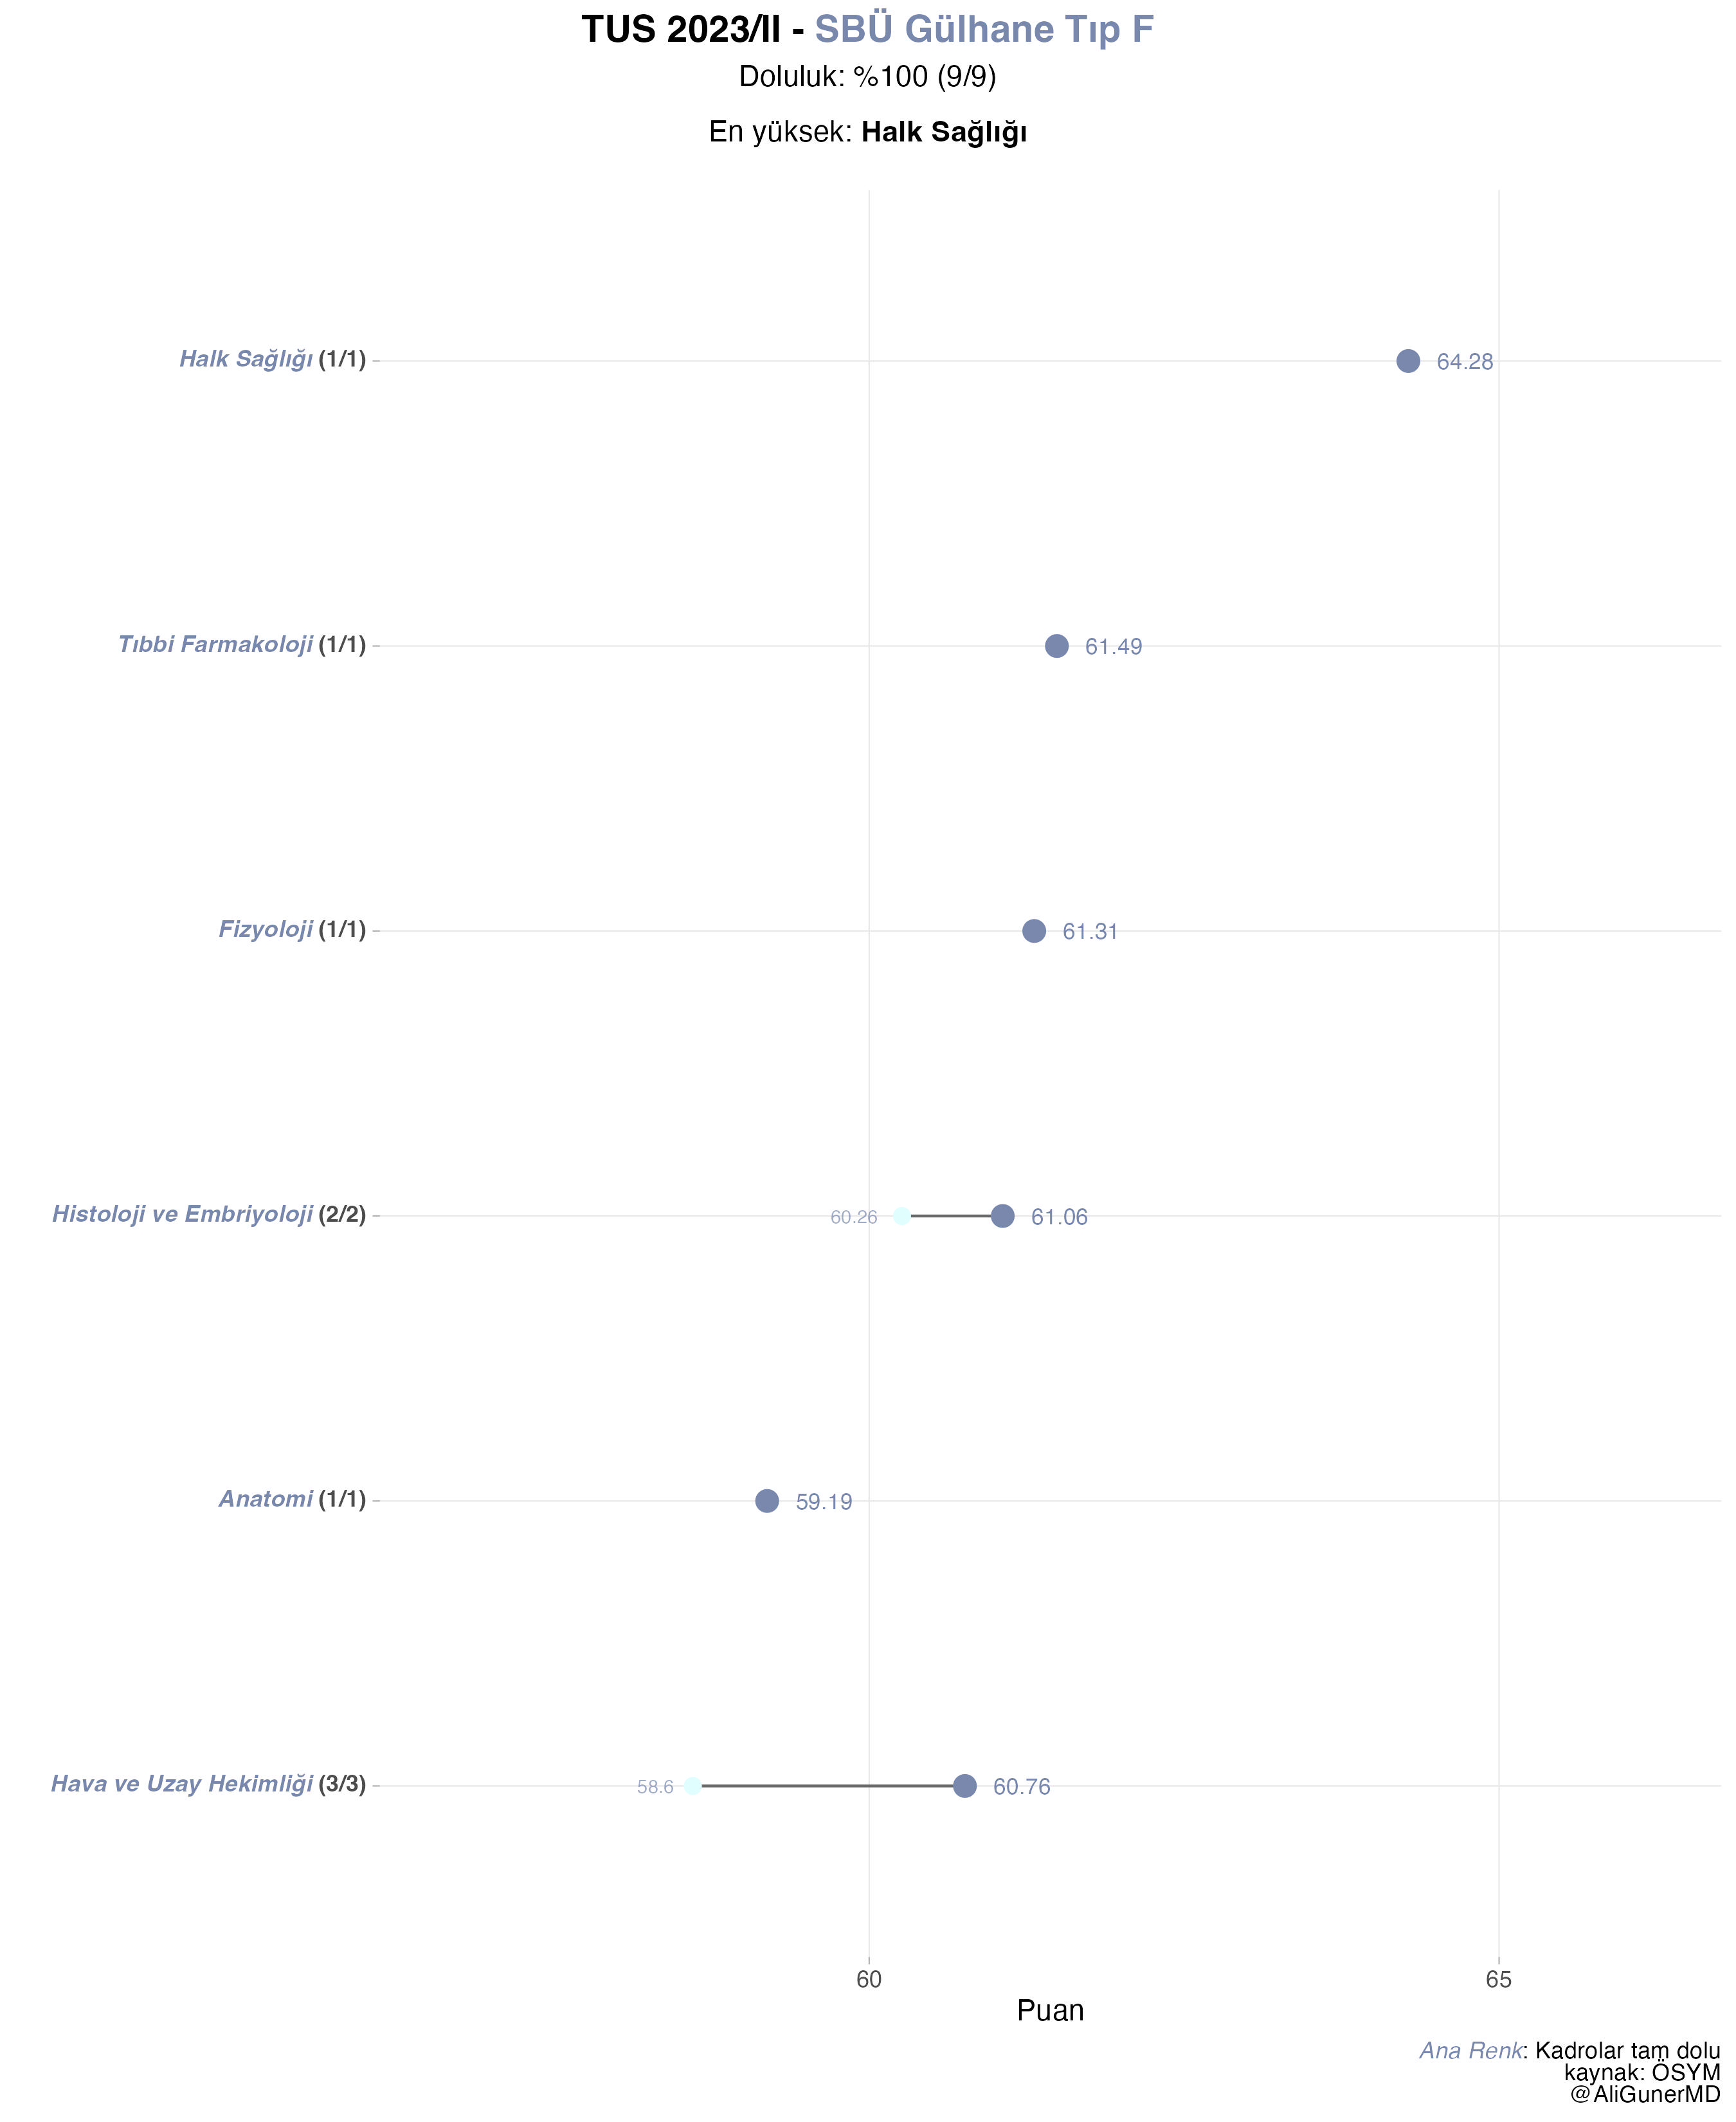 TUS 2023/II - SBÜ Gülhane Tıp F
Doluluk: %100 (9/9)
En yüksek: Halk Sağlığı
Halk Sağlığı (1/1)
64.28
Tıbbi Farmakoloji (1/1)
61.49
Fizyoloji (1/1)
61.31
Histoloji ve Embriyoloji (2/2)
60.26
61.06
Anatomi (1/1)
59.19
Hava ve Uzay Hekimliği (3/3)
58.6
60.76
60
65
Puan
Ana Renk: Kadrolar tam dolu
kaynak: ÖSYM
@AliGunerMD